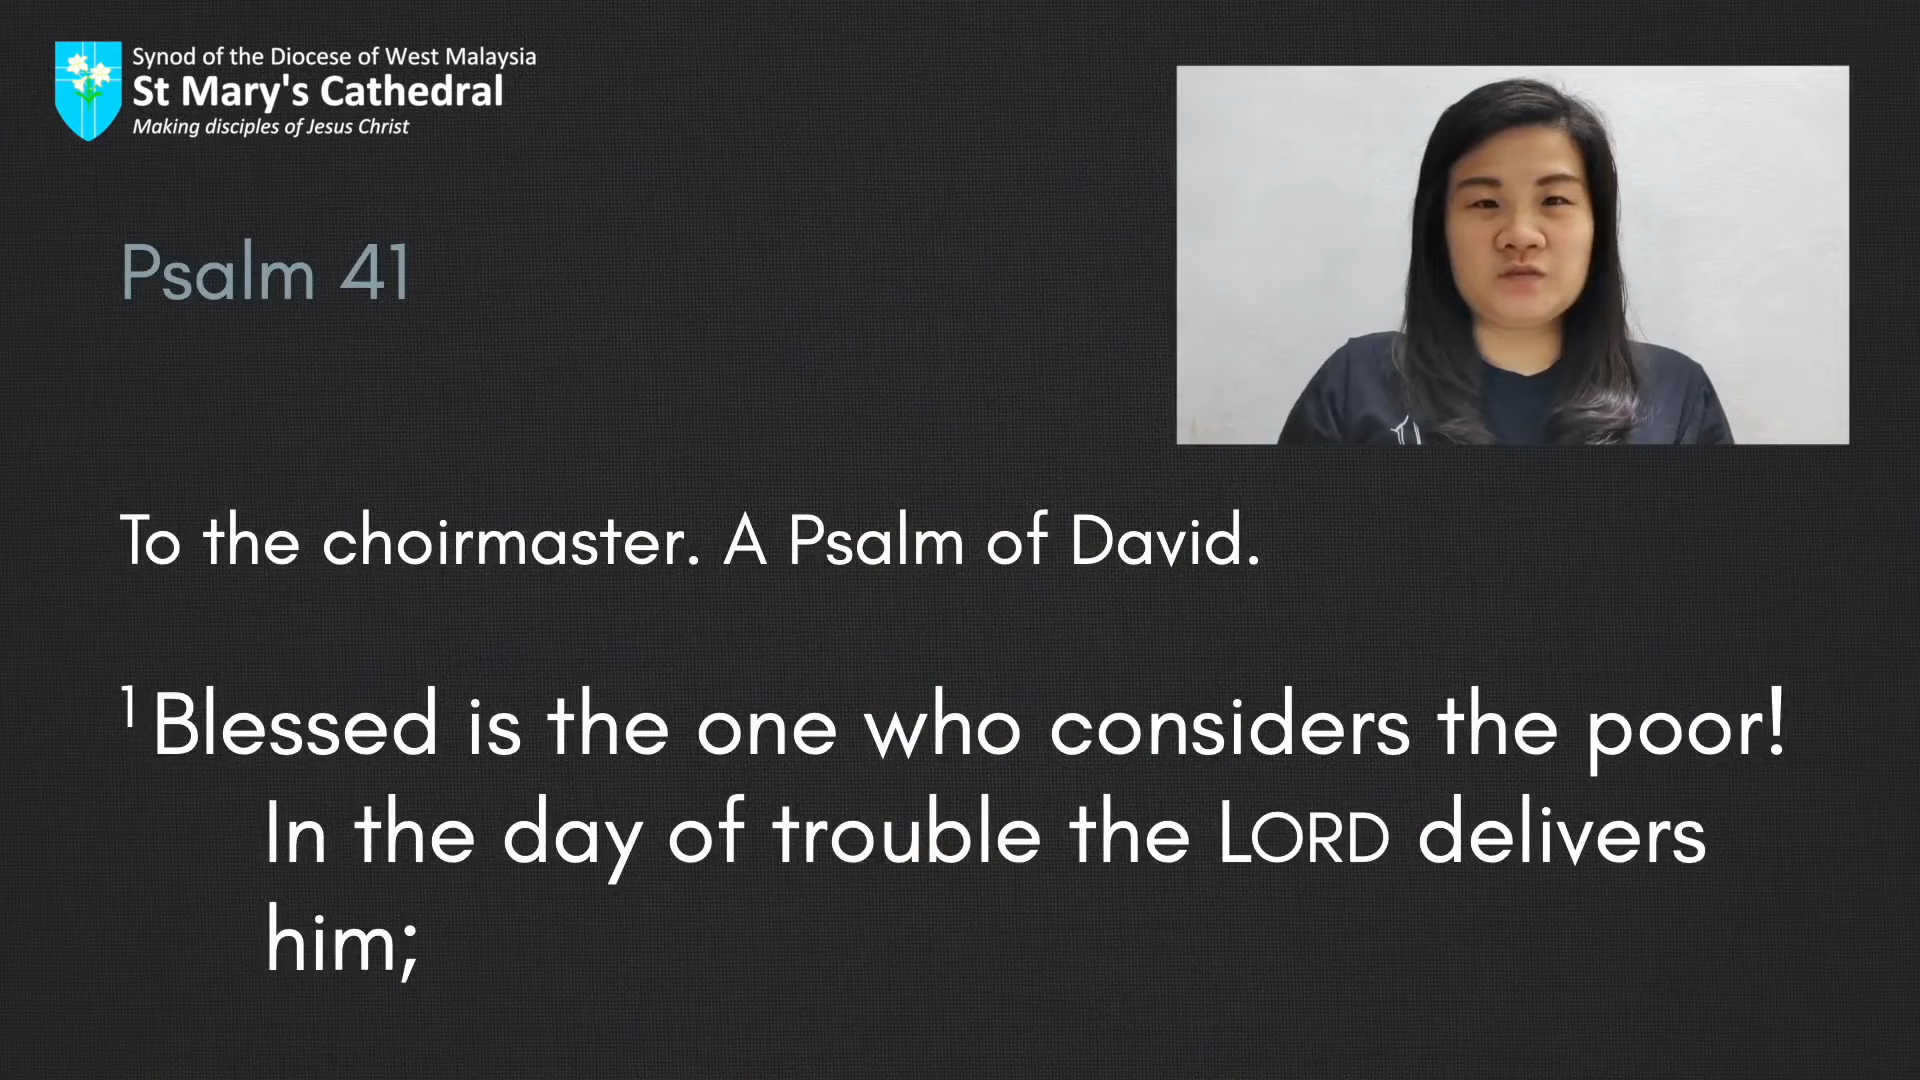 Synod of the Diocese of West Malaysia
St Mary's Cathedral
Making disciples of Jesus Christ
Psalm 41
To the choirmaster. A Psalm of David.
1 Blessed is the one who considers the poor!
In the day of trouble the LORD delivers
him;